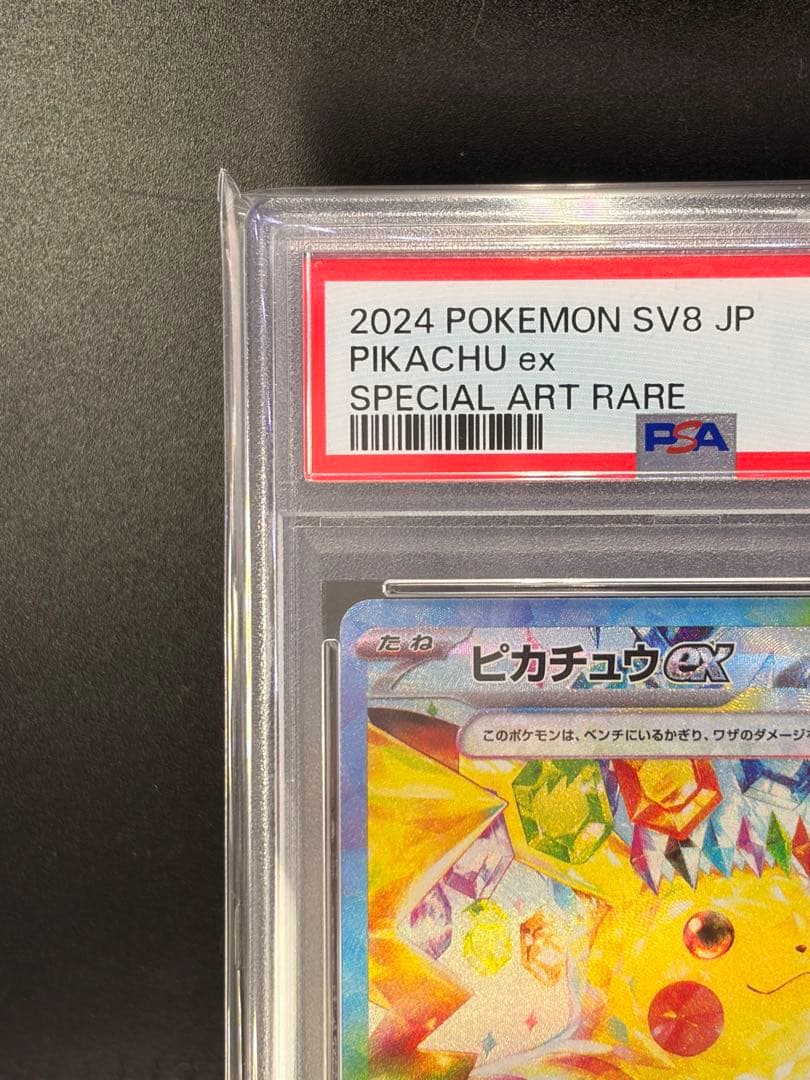 2024 POKEMON SV8 JP
PIKACHU ex
SPECIAL ART RARE
PSA
たね
ピカチュウex
このポケモンは、ベンチにいるかぎり、ワザのダメージ